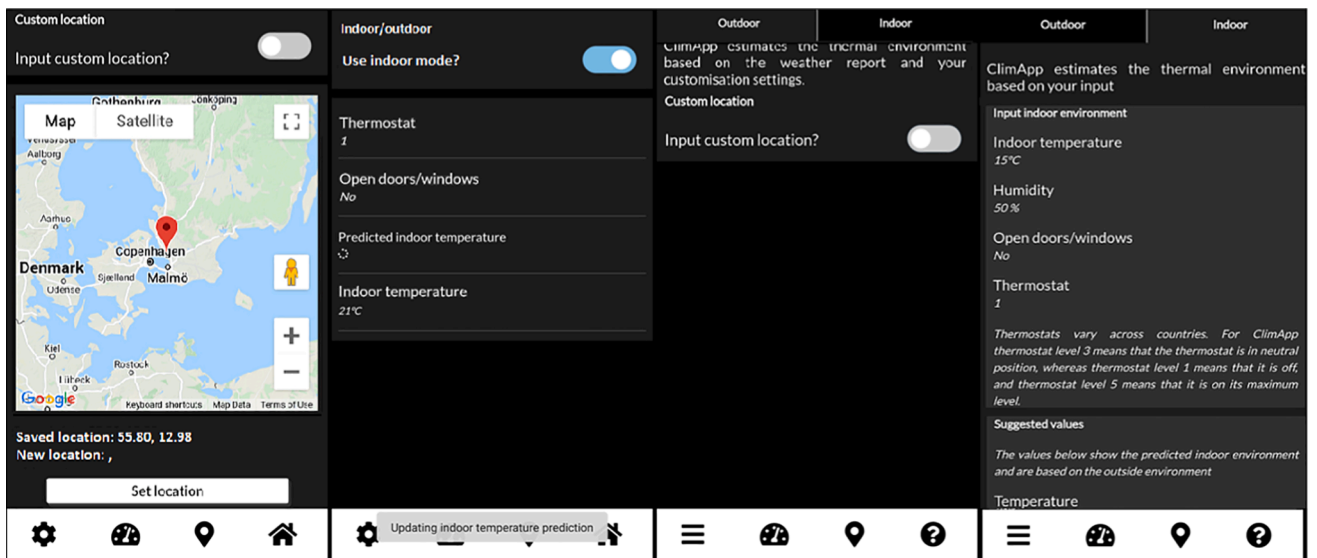 Custom location
Input custom location?
Gothenburg
Jönköping
Map
Satellite
Aalborg
Aarhus
Copenhagen
Denmark
Sjælland
Malmö
Odense
Kiel
Rostock
Lübeck
Google
Keyboard shortcuts
Map Data
Terms of Use
Saved location: 55.80, 12.98
New location: ,
Set location
Indoor/outdoor
Use indoor mode?
Thermostat
1
Open doors/windows
No
Predicted indoor temperature
Indoor temperature
21°C
Updating indoor temperature prediction
Outdoor
Indoor
ClimApp estimates the thermal environment
based on the weather report and your
customisation settings.
Custom location
Input custom location?
Outdoor
Indoor
ClimApp estimates the thermal environment
based on your input
Input indoor environment
Indoor temperature
15°C
Humidity
50 %
Open doors/windows
No
Thermostat
1
Thermostats vary across countries. For ClimApp
thermostat level 3 means that the thermostat is in neutral
position, whereas thermostat level 1 means that it is off,
and thermostat level 5 means that it is on its maximum
level.
Suggested values
The values below show the predicted indoor environment
and are based on the outside environment
Temperature